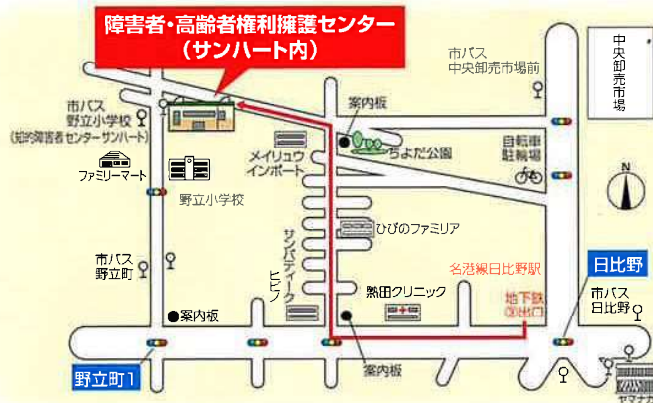 障害者・高齢者権利擁護センター
（サンハート内）
市バス
中央卸売市場前
中央卸売市場
市バス
野立小学校
(知的障害者センターサンハート)
案内板
ちよだ公園
自転車
駐輪場
メイリュウ
インポート
ファミリーマート
野立小学校
N
ひびのファミリア
サンパティーク
ヒビノ
市バス
野立町
名港線日比野駅
日比野
熱田クリニック
地下鉄
③出口
市バス
日比野
案内板
案内板
野立町1
ヤマナカ